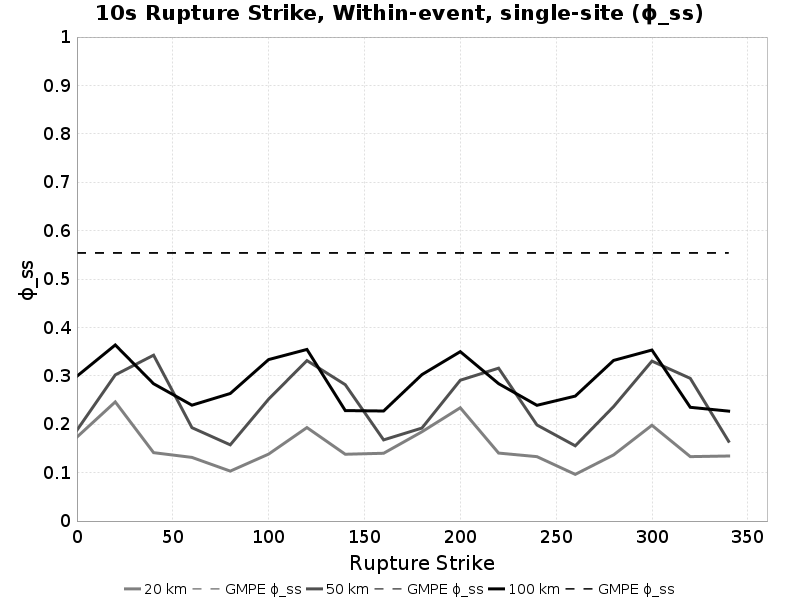 10s Rupture Strike, Within-event, single-site (ϕ_ss)
1
0.9
0.8
0.7
0.6
0.5
0.4
0.3
0.2
0.1
0
ϕ_ss
0 50 100 150 200 250 300 350
Rupture Strike
20 km GMPE ϕ_ss 50 km GMPE ϕ_ss 100 km GMPE ϕ_ss